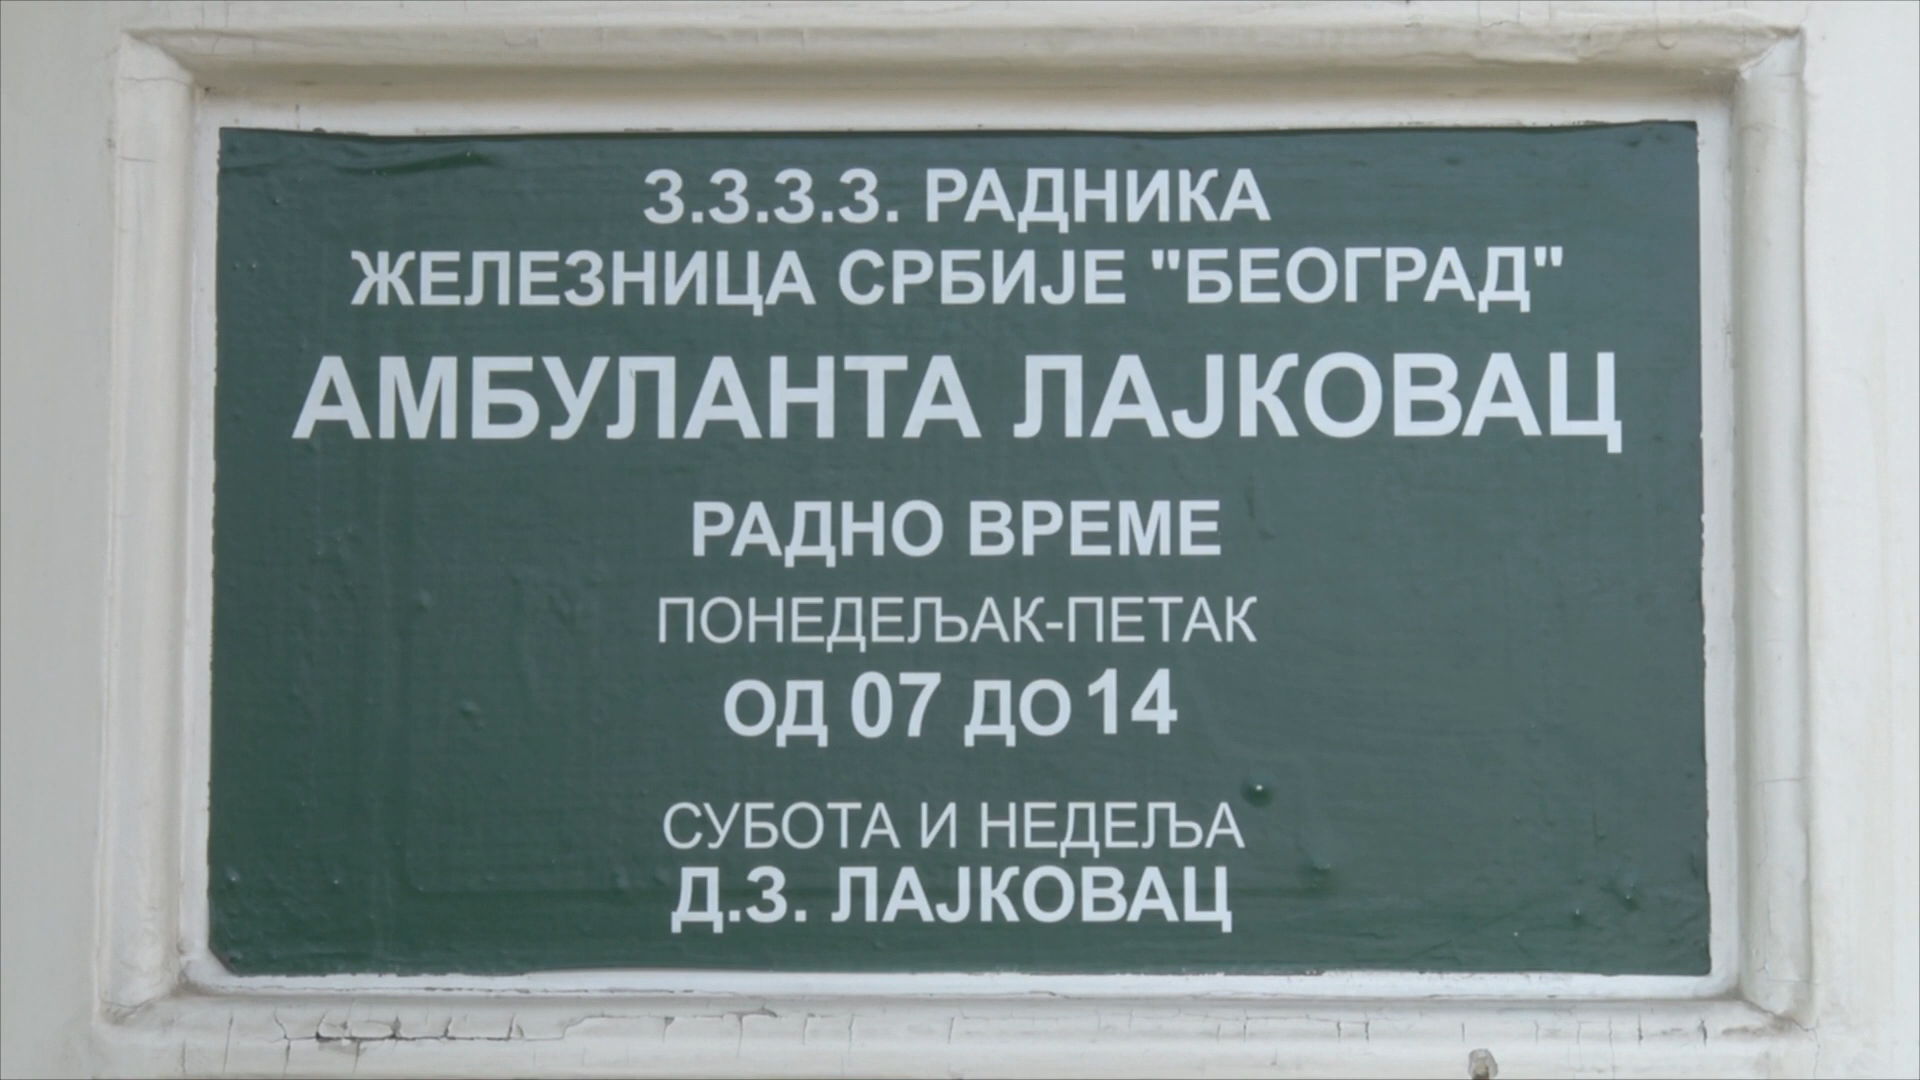 З.З.З.З. РАДНИКА
ЖЕЛЕЗНИЦА СРБИЈЕ "БЕОГРАД"
АМБУЛАНТА ЛАЈКОВАЦ
РАДНО ВРЕМЕ
ПОНЕДЕЉАК-ПЕТАК
ОД 07 ДО 14
СУБОТА И НЕДЕЉА
Д.З. ЛАЈКОВАЦ